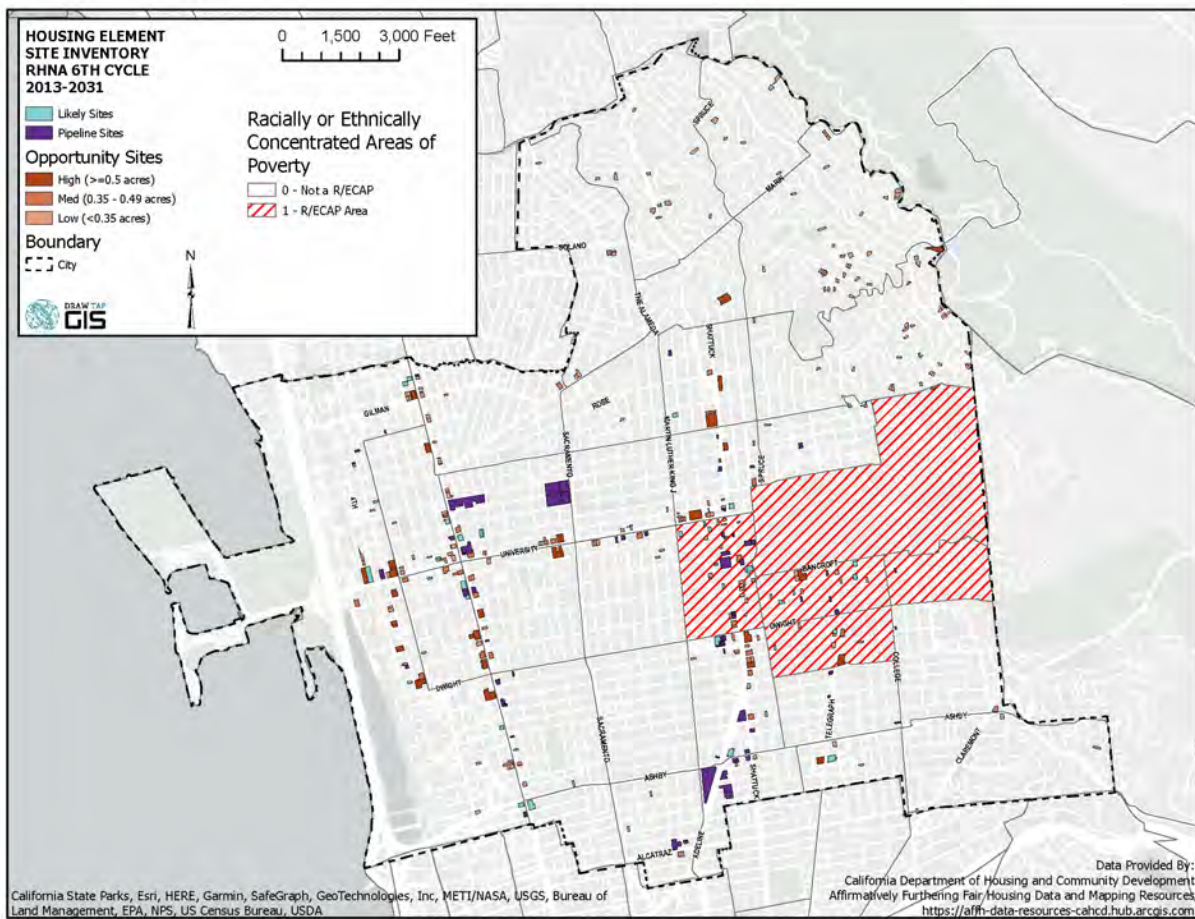 HOUSING ELEMENT
SITE INVENTORY
RHNA 6TH CYCLE
2013-2031
Likely Sites
Pipeline Sites
Opportunity Sites
High (>=0.5 acres)
Med (0.35 - 0.49 acres)
Low (<0.35 acres)
Boundary
City
DRAW TAP
GIS
0 1,500 3,000 Feet
Racially or Ethnically
Concentrated Areas of
Poverty
0 - Not a R/ECAP
1 - R/ECAP Area
N
SPRUCE
MARIN
SOLANO
THE ALAMEDA
SHATTUCK
GILMAN
ROSE
SACRAMENTO
MARTIN LUTHER KING J
SPRUCE
4TH
UNIVERSITY
BANCROFT
DWIGHT
DWIGHT
COLLEGE
SACRAMENTO
TELEGRAPH
ASHBY
CLAREMONT
ASHBY
SHATTUCK
ADELINE
ALCATRAZ
California State Parks, Esri, HERE, Garmin, SafeGraph, GeoTechnologies, Inc, METI/NASA, USGS, Bureau of
Land Management, EPA, NPS, US Census Bureau, USDA
Data Provided By:
California Department of Housing and Community Development
Affirmatively Furthering Fair Housing Data and Mapping Resources
https://affh-data-resources-cahcd.hub.arcgis.com